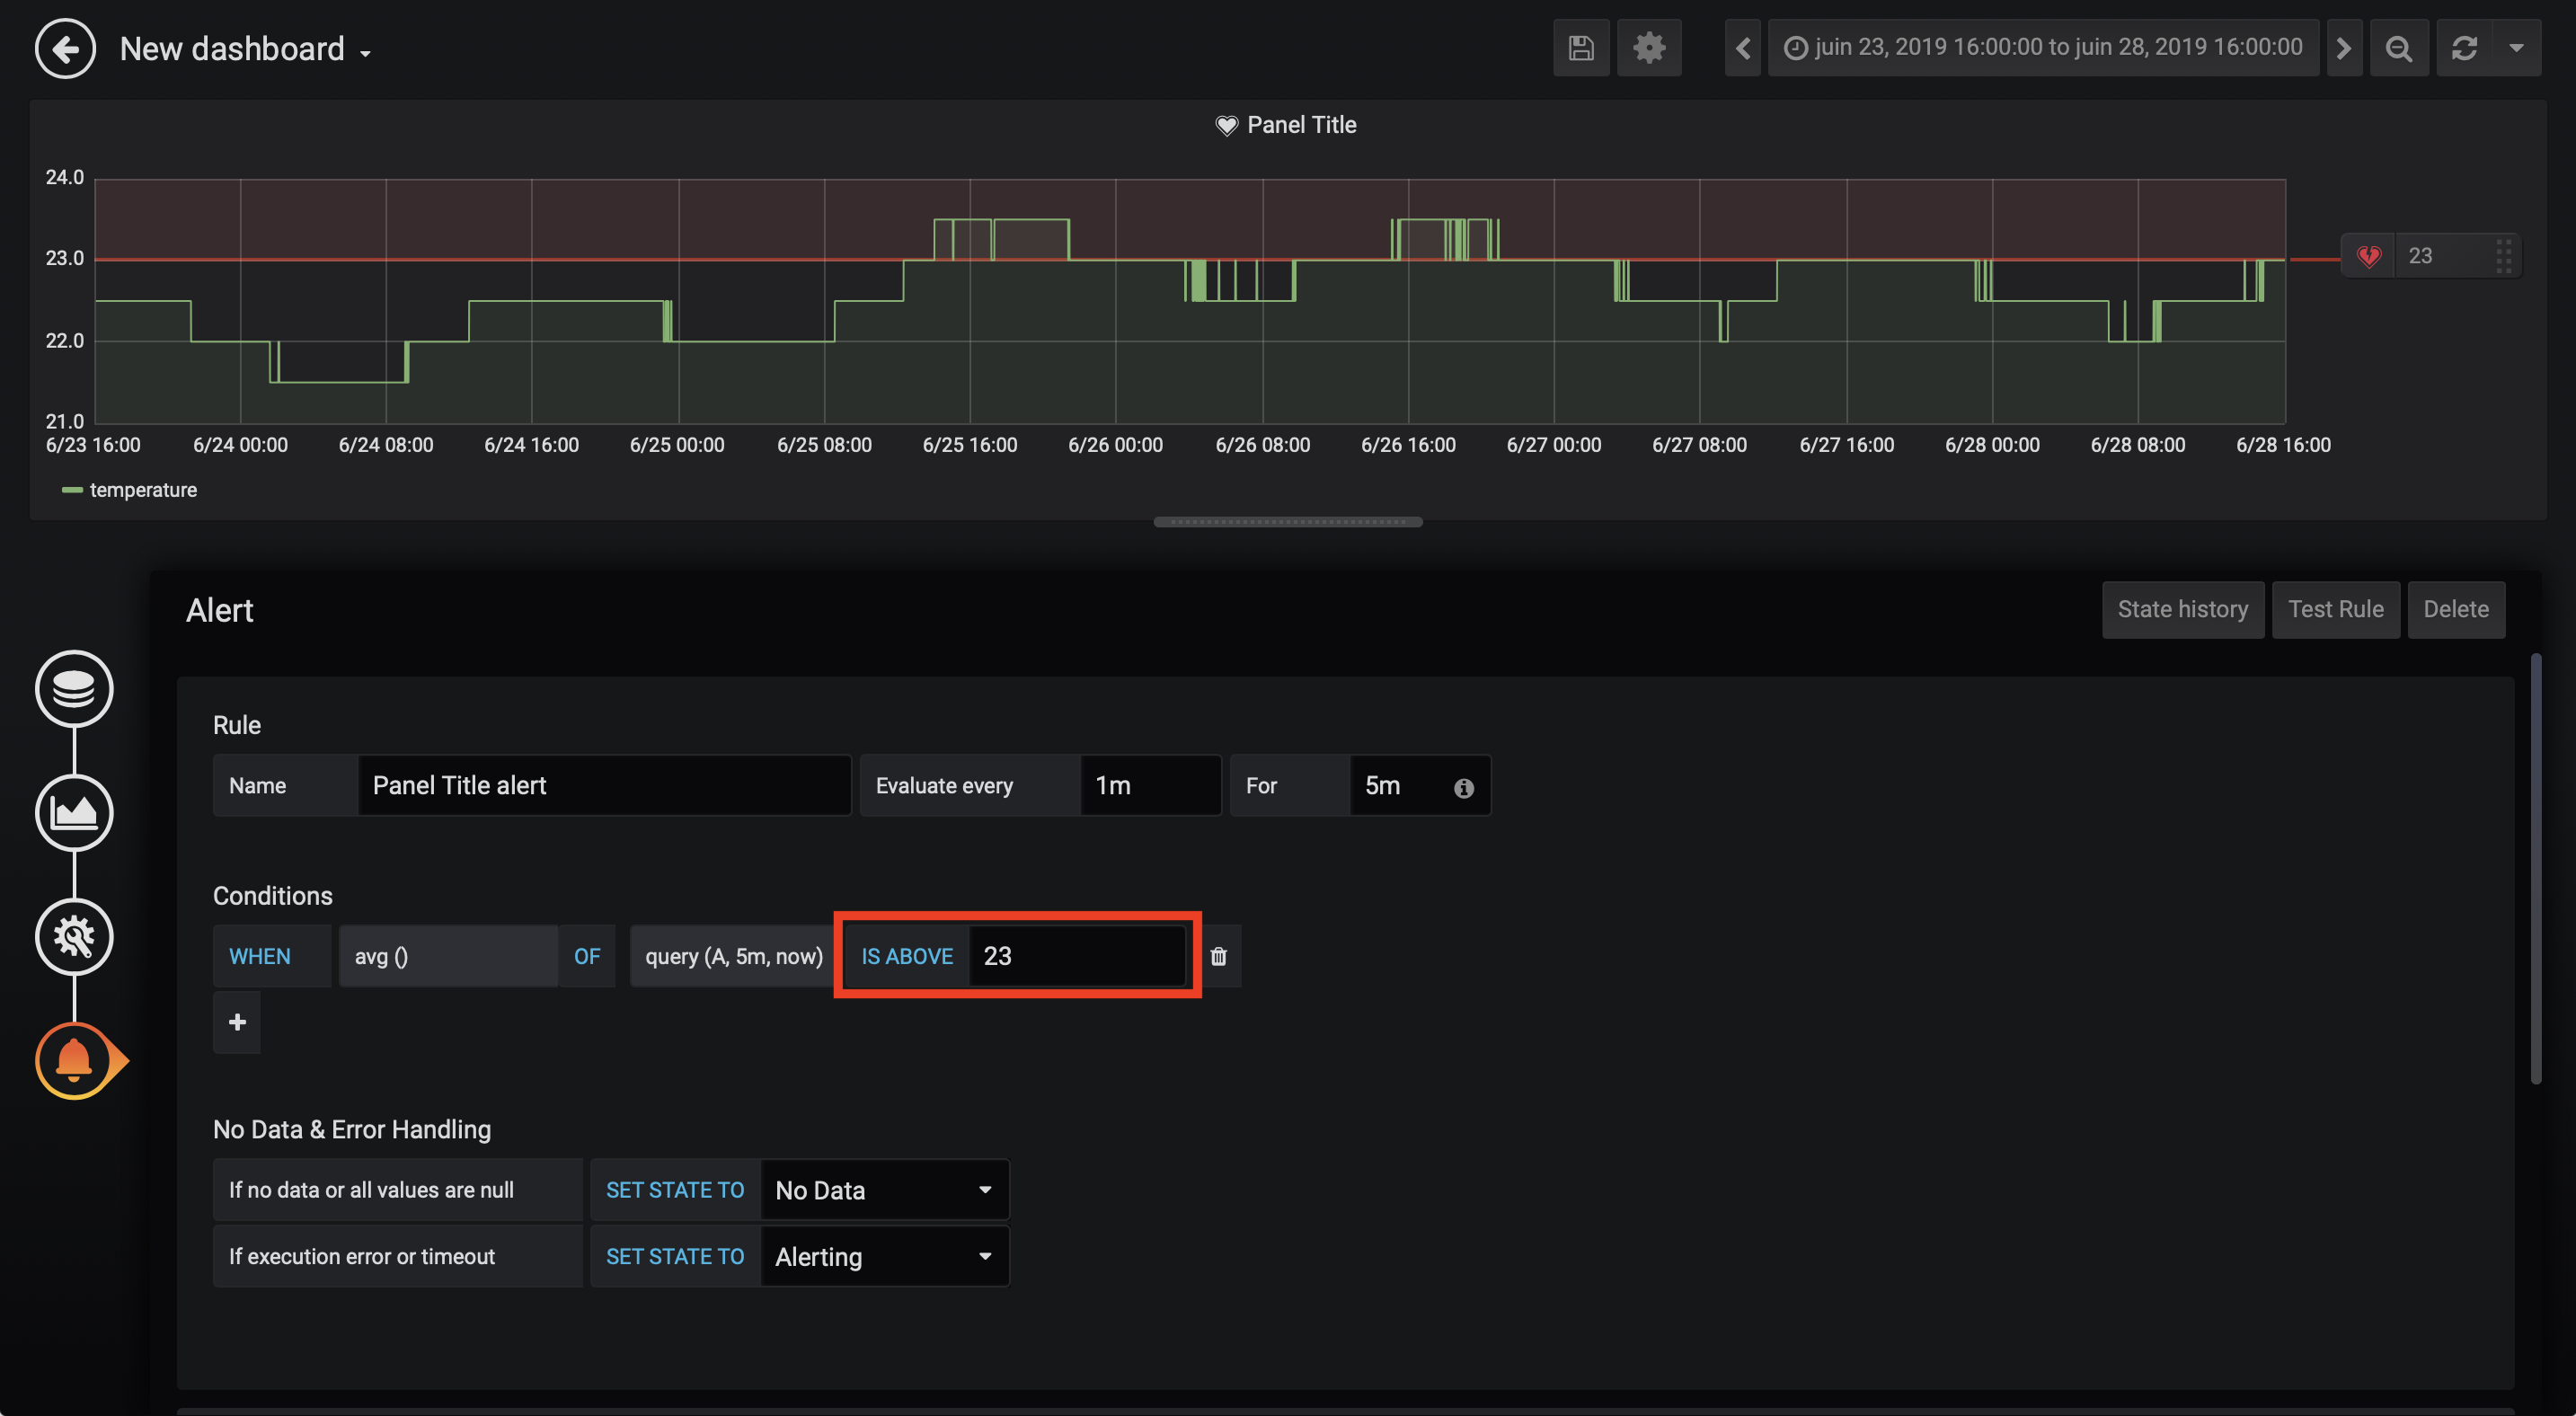 New dashboard
juin 23, 2019 16:00:00 to juin 28, 2019 16:00:00
Panel Title
24.0
23.0
22.0
21.0
23
6/23 16:00 6/24 00:00 6/24 08:00 6/24 16:00 6/25 00:00 6/25 08:00 6/25 16:00 6/26 00:00 6/26 08:00 6/26 16:00 6/27 00:00 6/27 08:00 6/27 16:00 6/28 00:00 6/28 08:00 6/28 16:00
temperature
Alert
State history Test Rule Delete
Rule
Name Panel Title alert Evaluate every 1m For 5m
Conditions
WHEN avg () OF query (A, 5m, now) IS ABOVE 23
No Data & Error Handling
If no data or all values are null SET STATE TO No Data
If execution error or timeout SET STATE TO Alerting